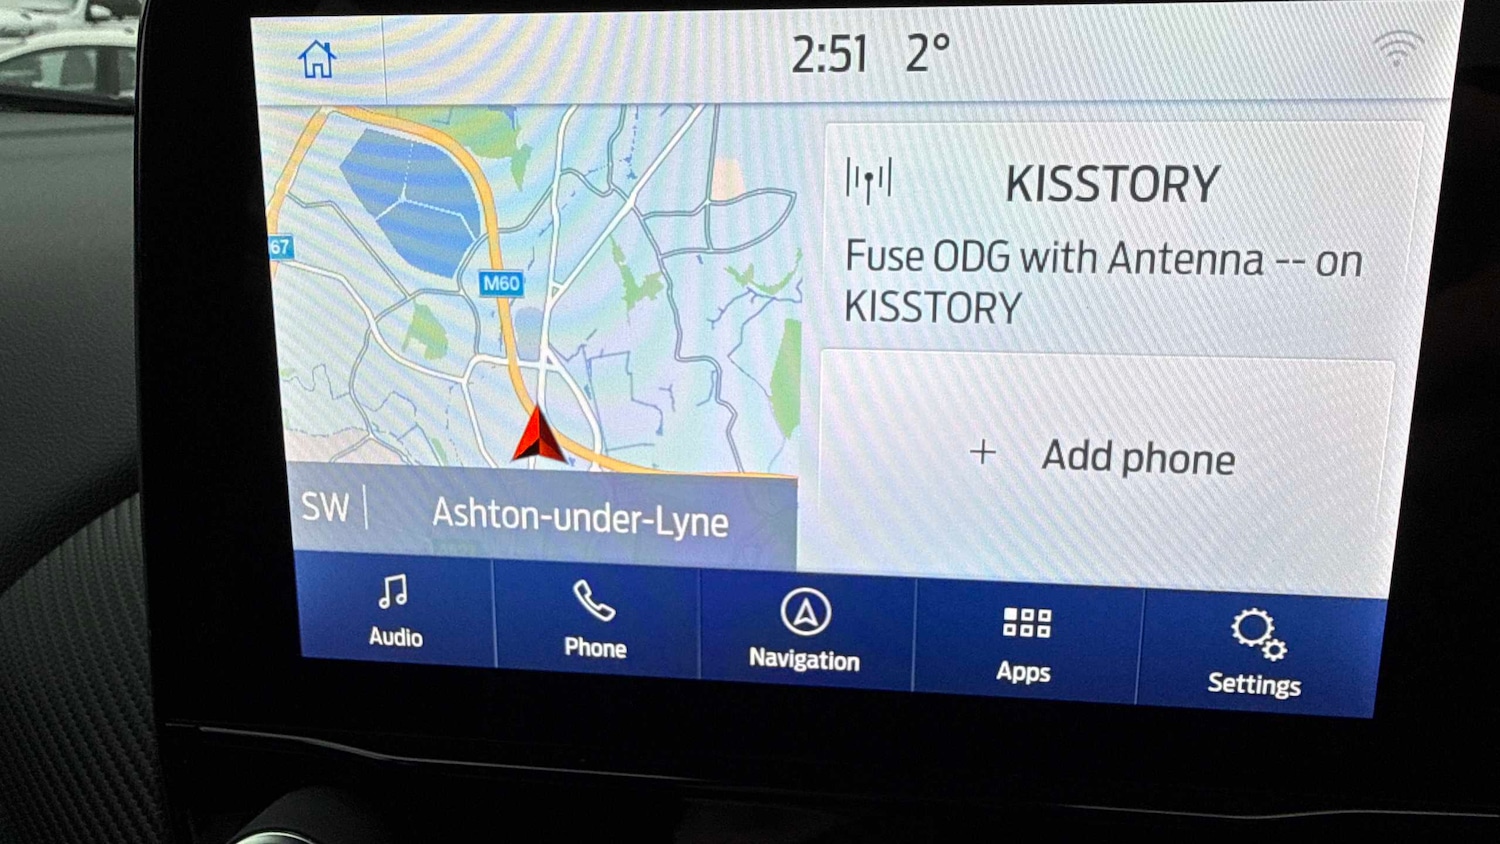 2:51 2°
67
M60
SW
Ashton-under-Lyne
KISSTORY
Fuse ODG with Antenna -- on
KISSTORY
+ Add phone
Audio
Phone
Navigation
Apps
Settings